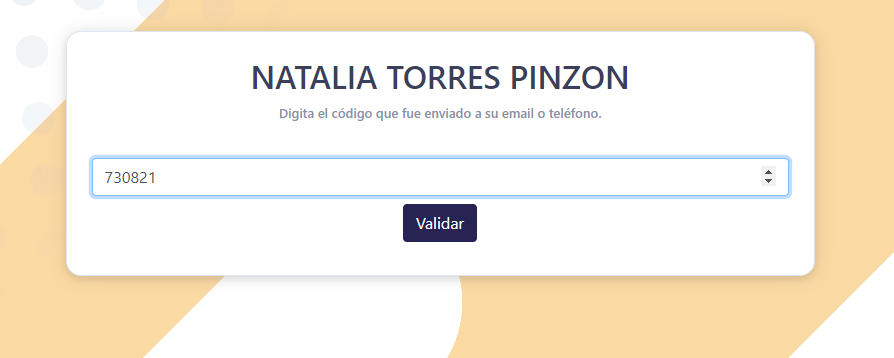 NATALIA TORRES PINZON
Digita el código que fue enviado a su email o teléfono.
730821
Validar